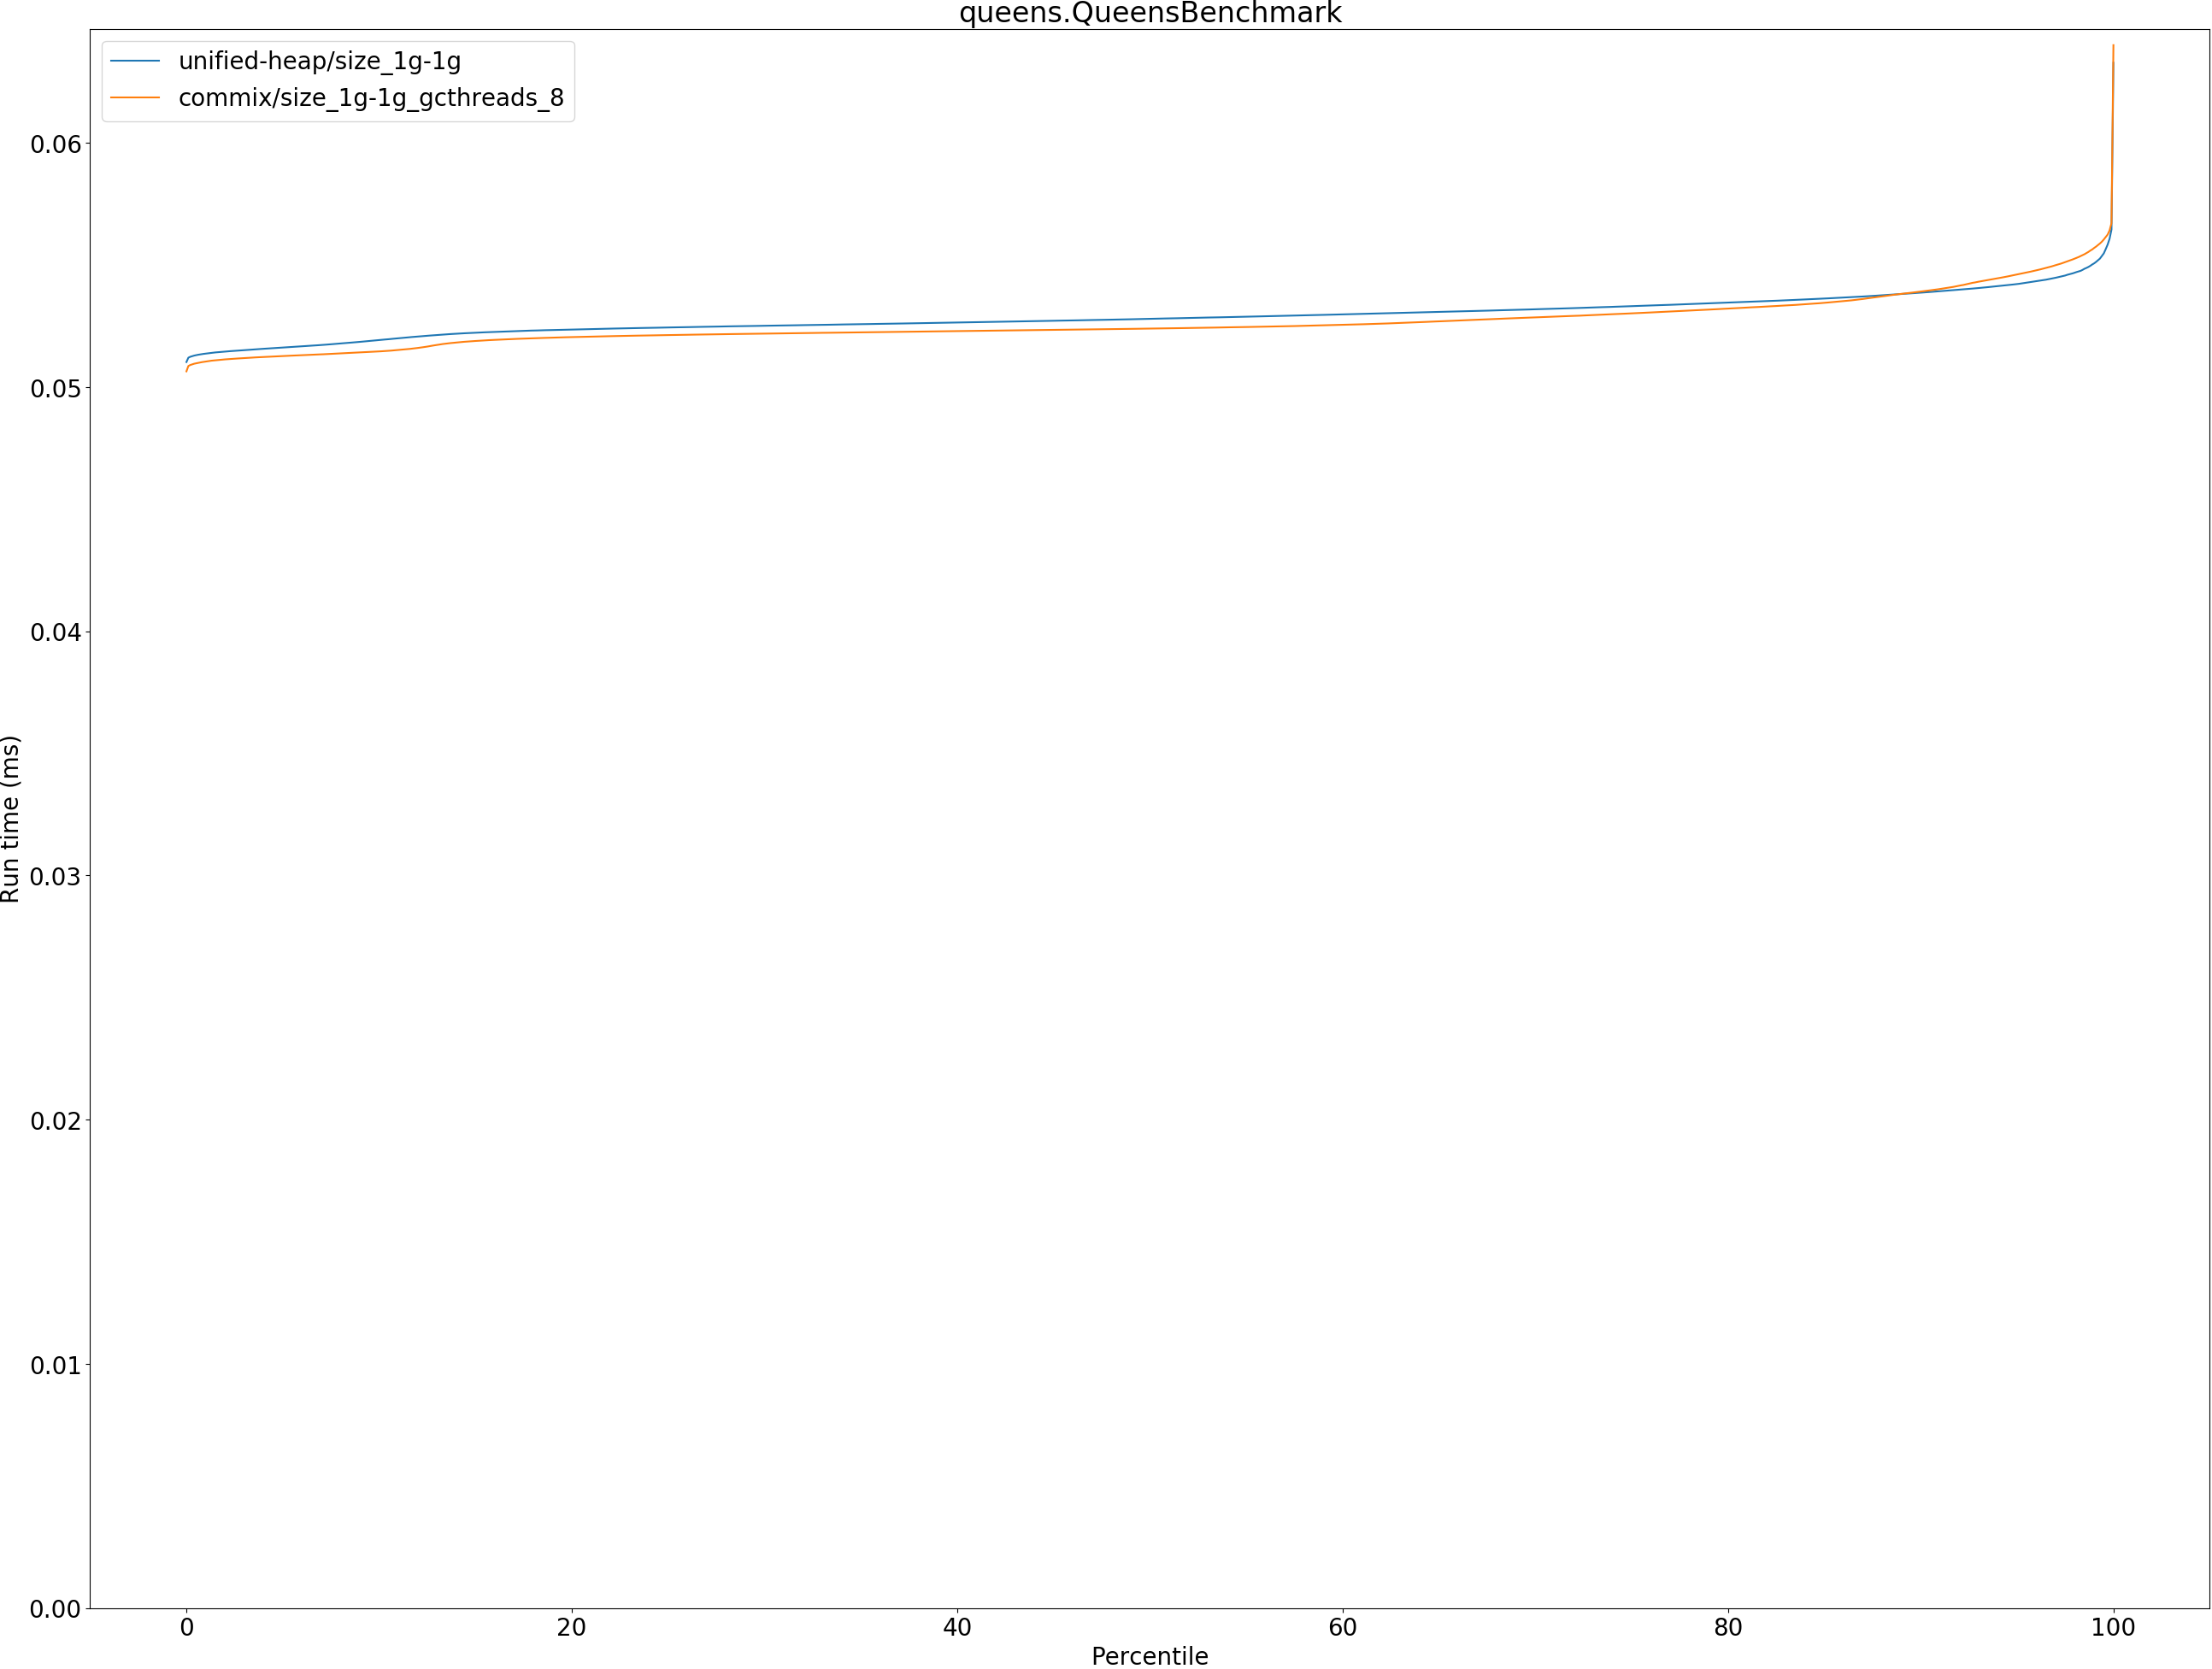 queens.QueensBenchmark
unified-heap/size_1g-1g
commix/size_1g-1g_gcthreads_8
0.06
0.05
0.04
0.03
0.02
0.01
0.00
Run time (ms)
0 20 40 60 80 100
Percentile